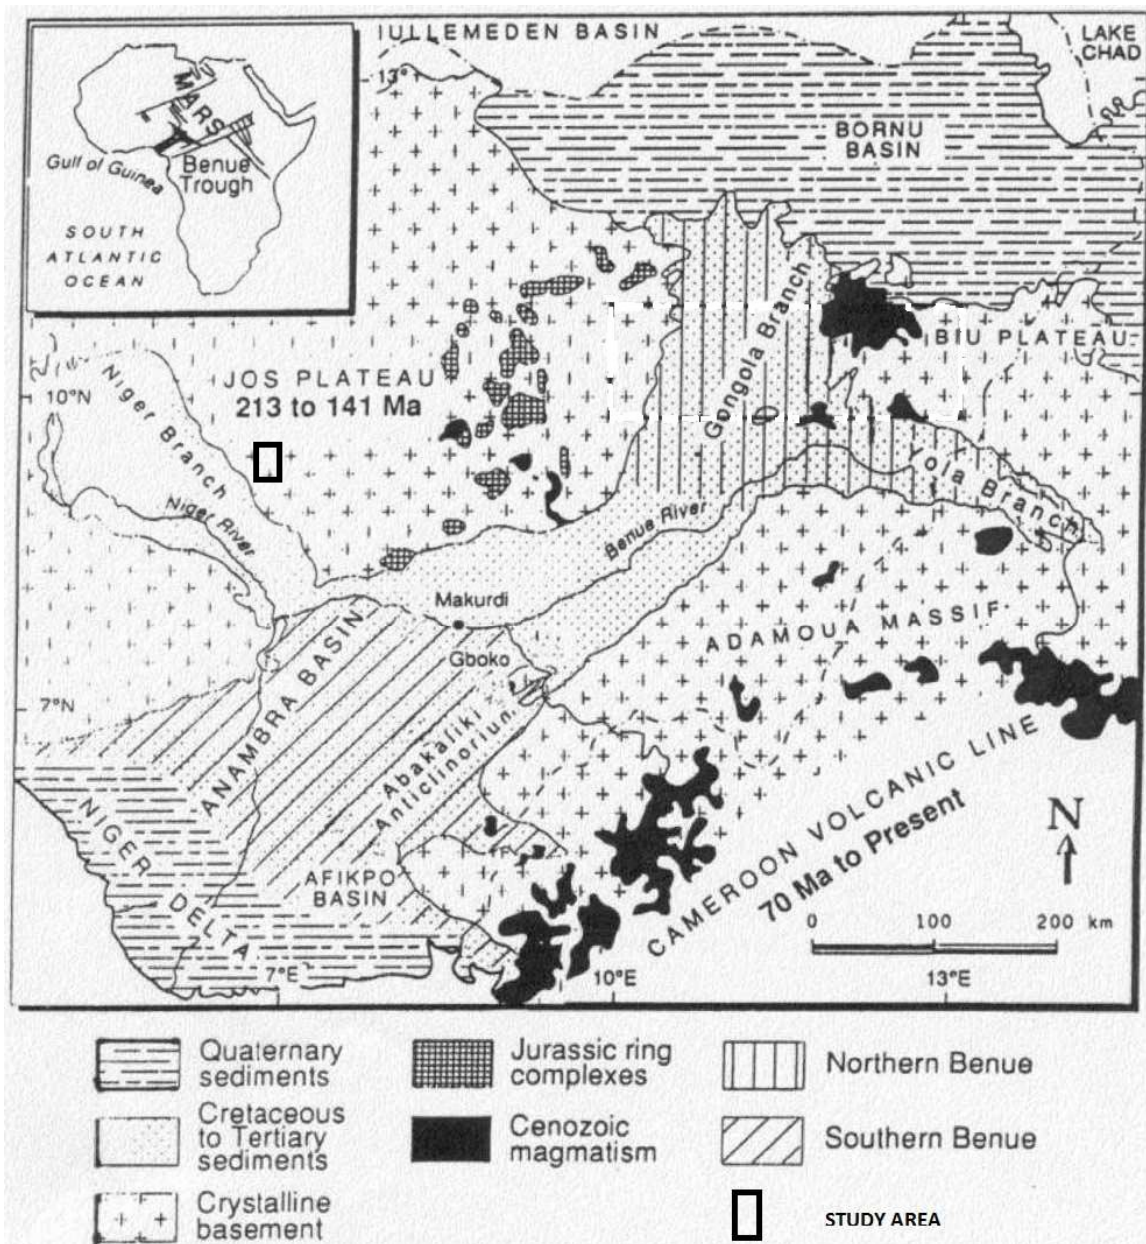 IULLEMEDEN BASIN
LAKE
CHAD
13°
BORNU
BASIN
MARS
Gulf of Guinea
Benue
Trough
SOUTH
ATLANTIC
OCEAN
Gongola Branch
BIU PLATEAU
JOS PLATEAU
213 to 141 Ma
10°N
Niger Branch
Niger River
Yola Branch
Benue River
Makurdi
Gboko
ADAMOUA MASSIF
7°N
ANAMBRA BASIN
Abakaliki
Anticlinorium
NIGER DELTA
AFIKPO
BASIN
CAMEROON VOLCANIC LINE
70 Ma to Present
N
0 100 200 km
7°E 10°E 13°E
Quaternary
sediments
Jurassic ring
complexes
Northern Benue
Cretaceous
to Tertiary
sediments
Cenozoic
magmatism
Southern Benue
Crystalline
basement
STUDY AREA